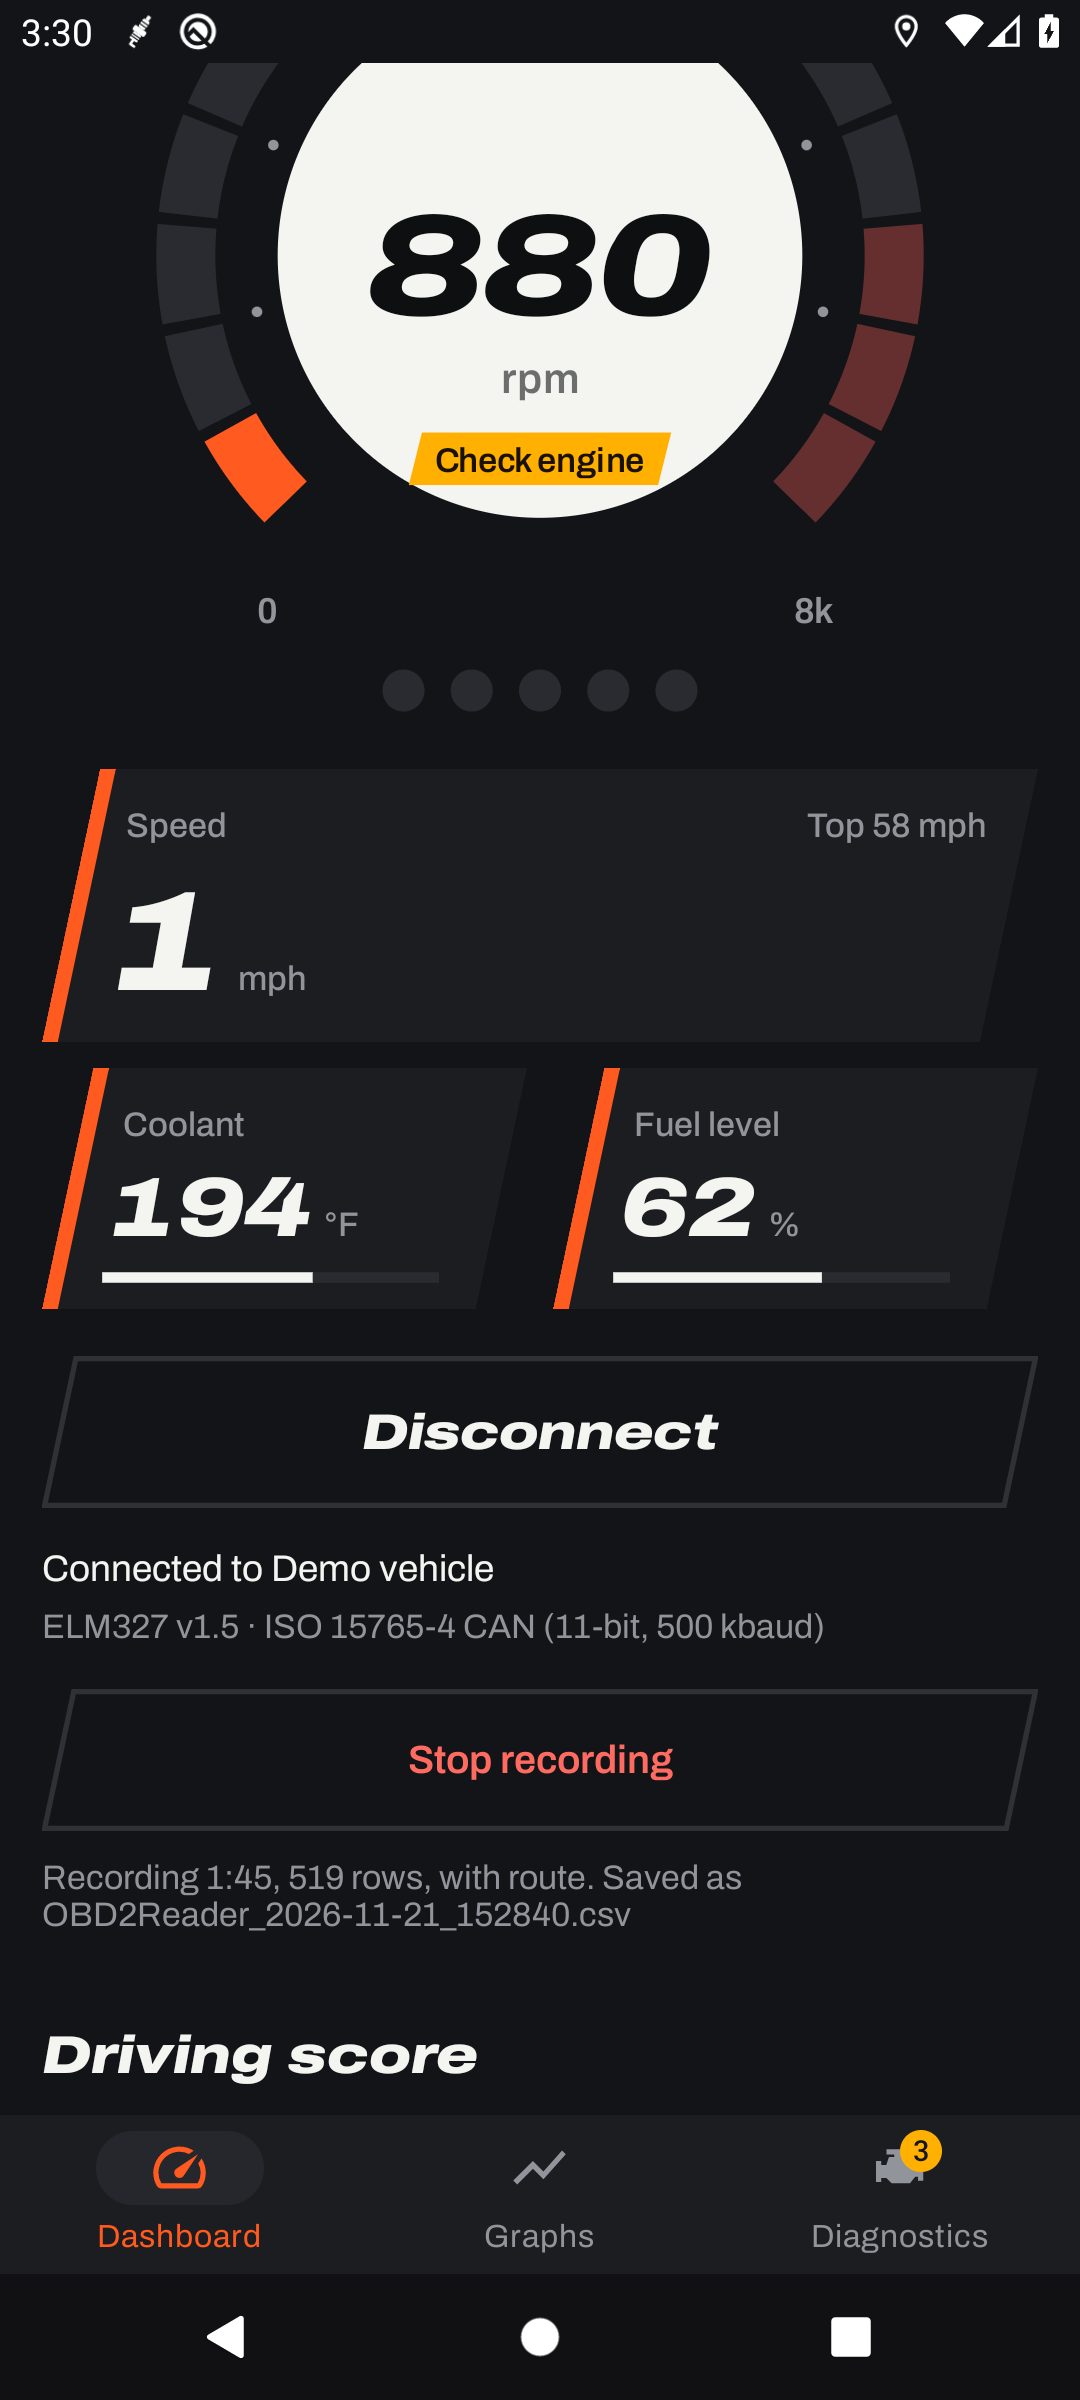 3:30
880
rpm
Check engine
0
8k
Speed
Top 58 mph
1 mph
Coolant
194 °F
Fuel level
62 %
Disconnect
Connected to Demo vehicle
ELM327 v1.5 · ISO 15765-4 CAN (11-bit, 500 kbaud)
Stop recording
Recording 1:45, 519 rows, with route. Saved as
OBD2Reader_2026-11-21_152840.csv
Driving score
3
Dashboard
Graphs
Diagnostics